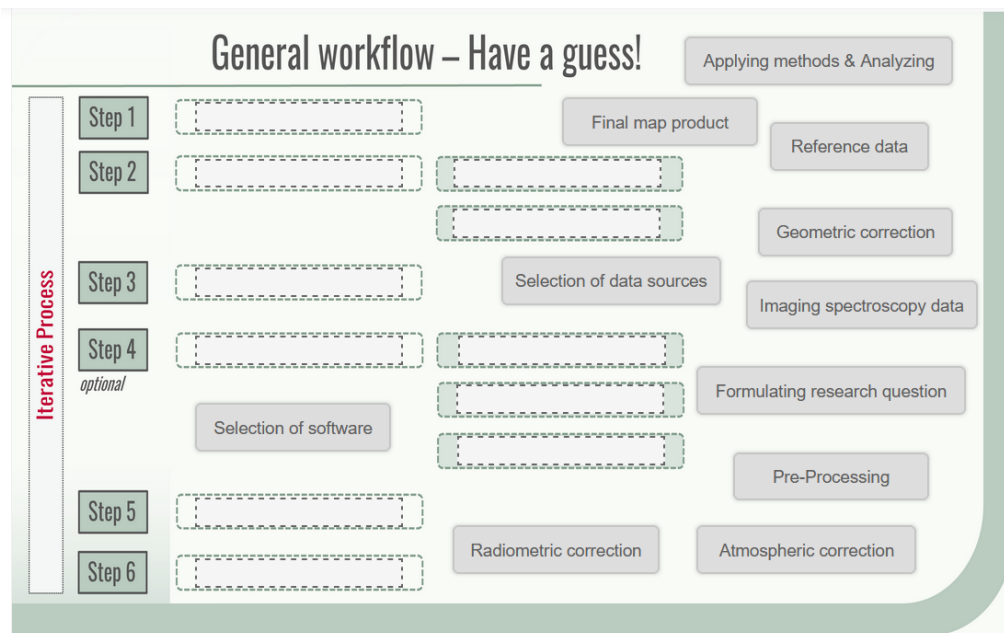 General workflow – Have a guess!
Applying methods & Analyzing
Step 1
Final map product
Reference data
Step 2
Geometric correction
Step 3
Selection of data sources
Imaging spectroscopy data
Iterative Process
Step 4
optional
Formulating research question
Selection of software
Pre-Processing
Step 5
Radiometric correction
Atmospheric correction
Step 6